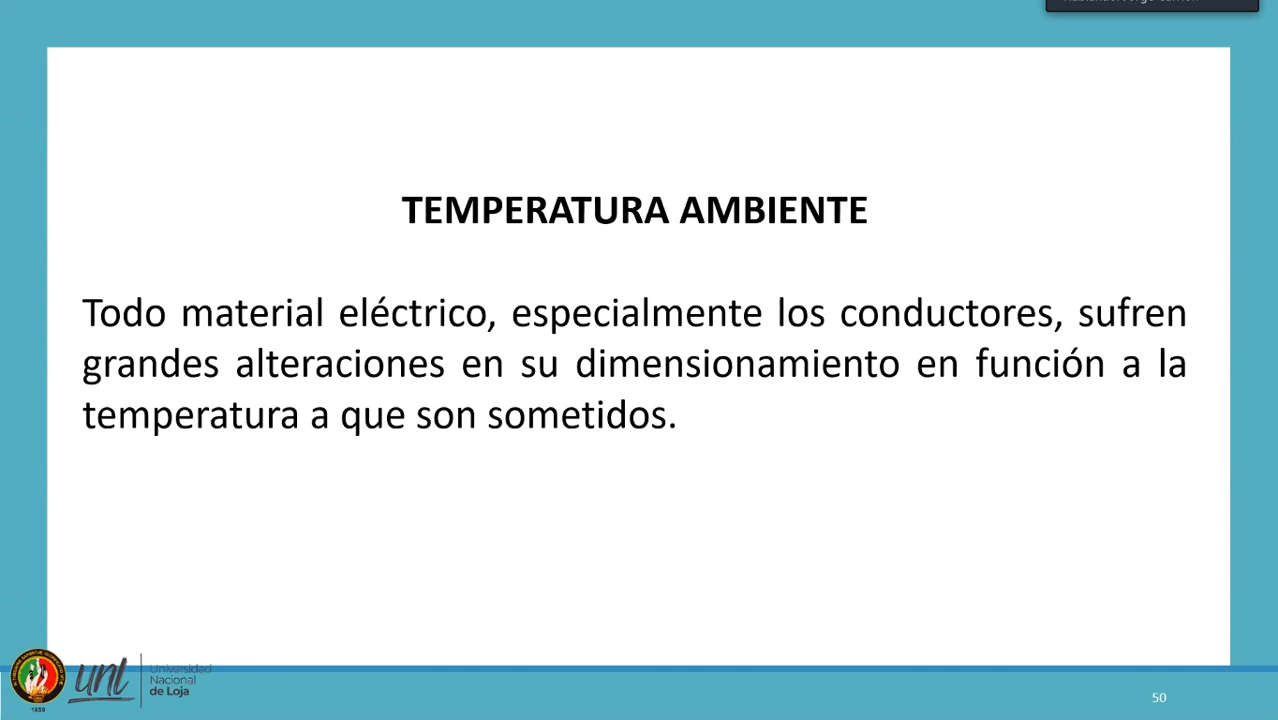 TEMPERATURA AMBIENTE
Todo material eléctrico, especialmente los conductores, sufren
grandes alteraciones en su dimensionamiento en función a la
temperatura a que son sometidos.
unl
Universidad
Nacional
de Loja
1859
50